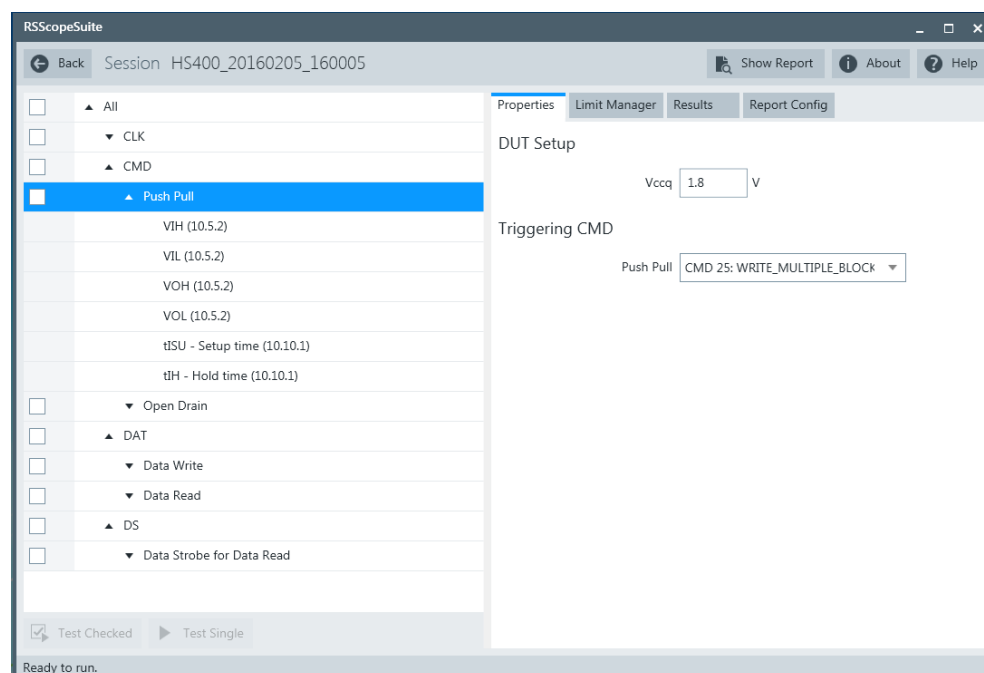 RSScopeSuite
Back Session HS400_20160205_160005 Show Report About Help
All
CLK
CMD
Push Pull
VIH (10.5.2)
VIL (10.5.2)
VOH (10.5.2)
VOL (10.5.2)
tISU - Setup time (10.10.1)
tIH - Hold time (10.10.1)
Open Drain
DAT
Data Write
Data Read
DS
Data Strobe for Data Read
Test Checked Test Single
Properties Limit Manager Results Report Config
DUT Setup
Vccq 1.8 V
Triggering CMD
Push Pull CMD 25: WRITE_MULTIPLE_BLOCK
Ready to run.